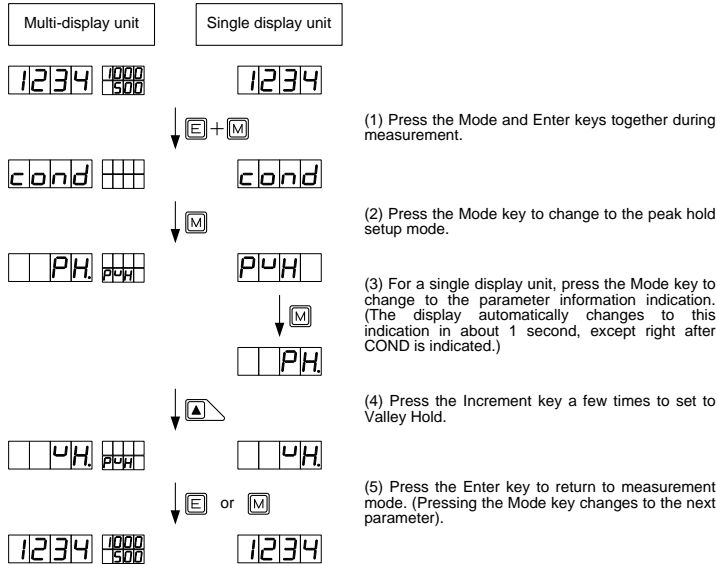 Multi-display unit Single display unit
1234 1000 1234
500
E + M
(1) Press the Mode and Enter keys together during
measurement.
cond cond
M
(2) Press the Mode key to change to the peak hold
setup mode.
PH. PvH PvH
(3) For a single display unit, press the Mode key to
change to the parameter information indication.
(The display automatically changes to this
indication in about 1 second, except right after
COND is indicated.)
M
PH.
(4) Press the Increment key a few times to set to
Valley Hold.
vH. PvH vH.
(5) Press the Enter key to return to measurement
mode. (Pressing the Mode key changes to the next
parameter).
E or M
1234 1000 1234
500